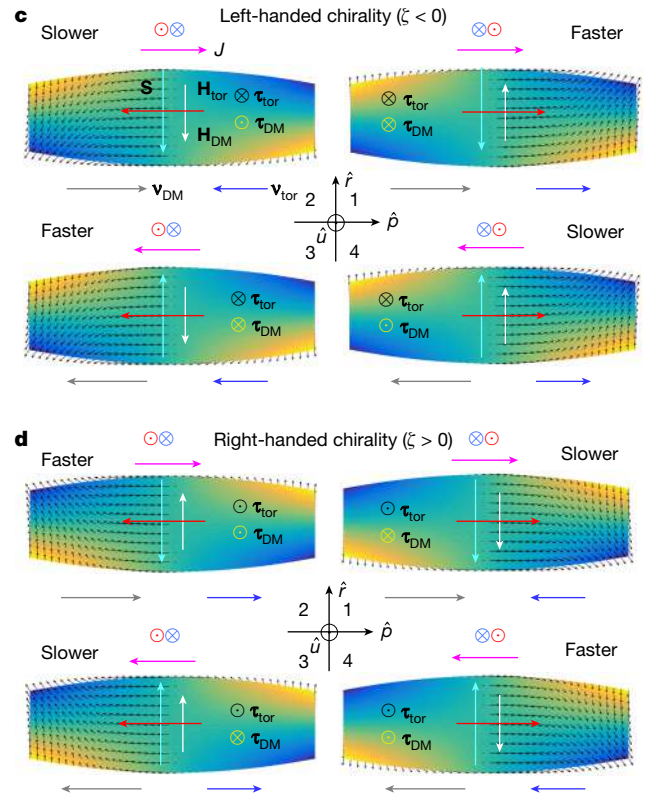 c Left-handed chirality (ζ < 0)
Slower J Faster
S H_tor τ_tor τ_tor
H_DM τ_DM τ_DM
ν_DM ν_tor r̂
2 1
û p̂
Faster 3 4 Slower
τ_tor τ_tor
τ_DM τ_DM
d Right-handed chirality (ζ > 0)
Faster Slower
τ_tor τ_tor
τ_DM τ_DM
r̂
2 1
û p̂
Slower 3 4 Faster
τ_tor τ_tor
τ_DM τ_DM